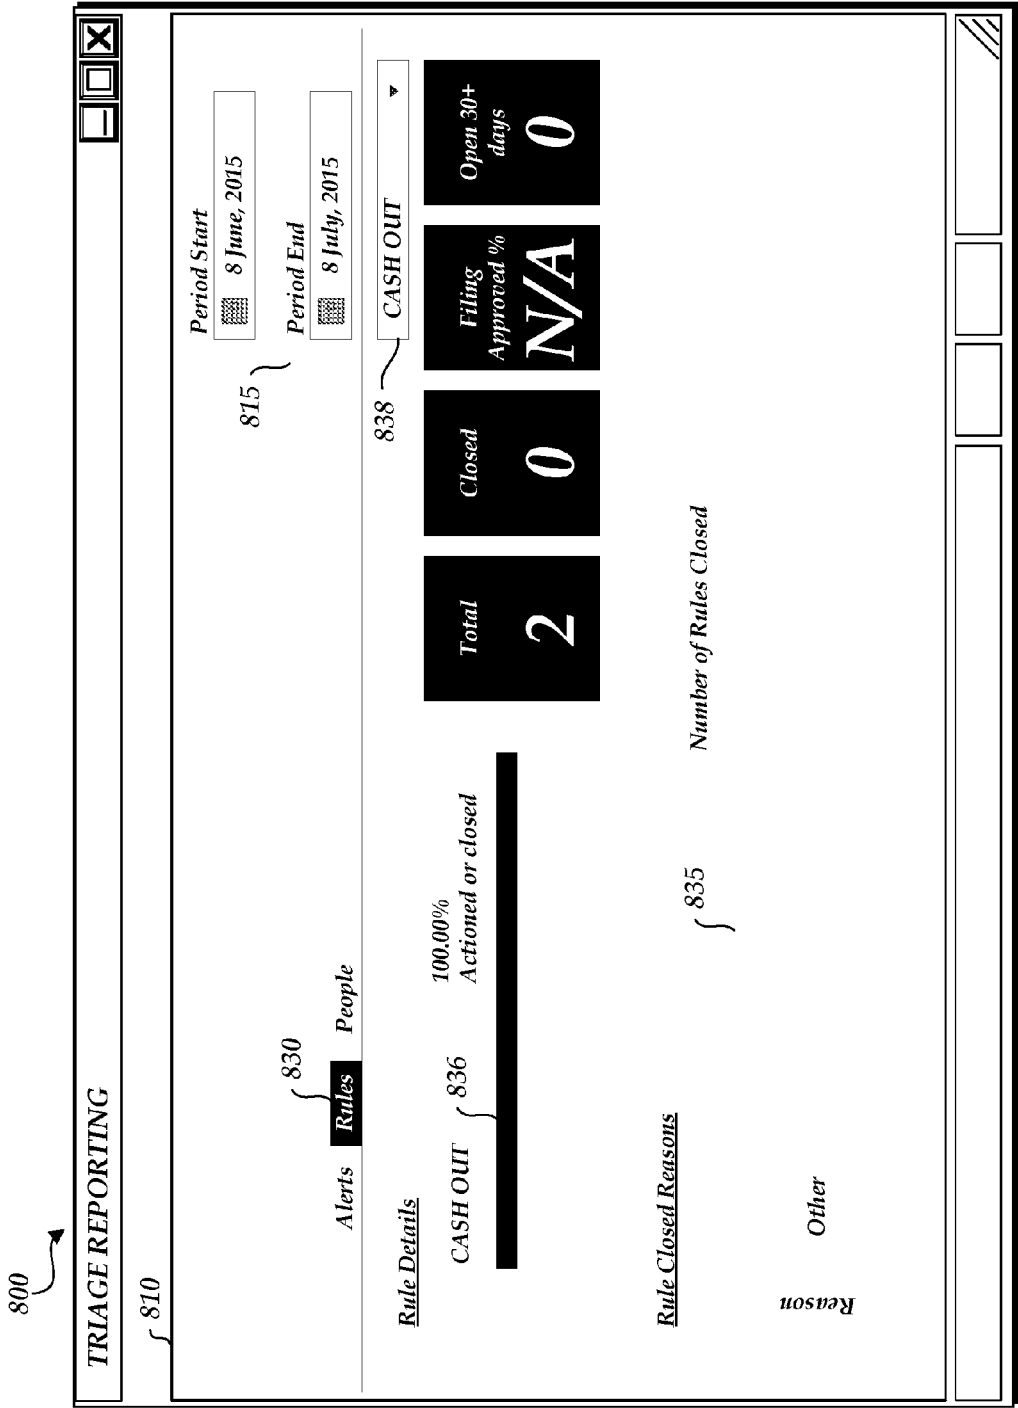 800
TRIAGE REPORTING
810
Period Start
8 June, 2015
815
Period End
8 July, 2015
830
Alerts Rules People
838
CASH OUT
Rule Details
CASH OUT
836
100.00%
Actioned or closed
Total
2
Closed
0
Filing
Approved %
N/A
Open 30+
days
0
Rule Closed Reasons
835
Number of Rules Closed
Reason
Other